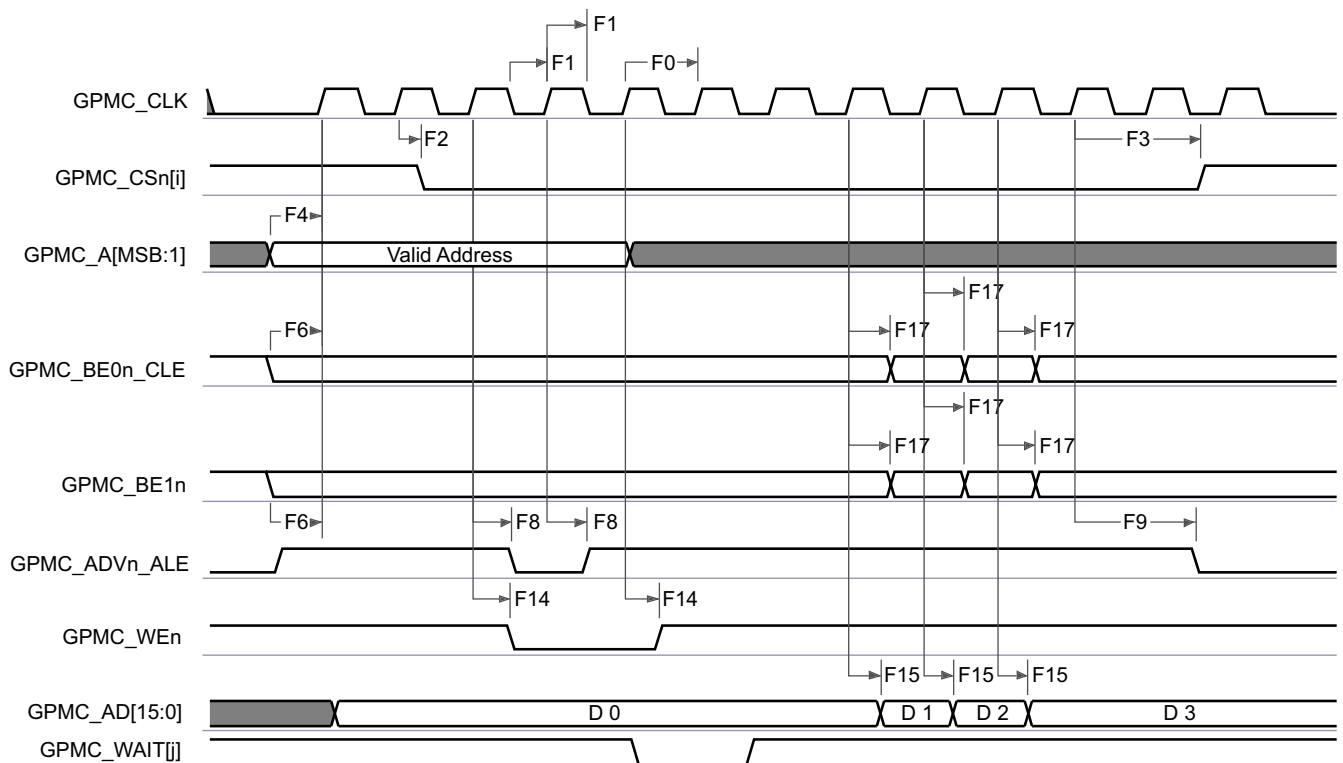 F1
F1 F0
GPMC_CLK
F2 F3
GPMC_CSn[i]
F4
GPMC_A[MSB:1] Valid Address
F17
F6 F17 F17
GPMC_BE0n_CLE
F17
F17 F17
GPMC_BE1n
F6 F8 F8 F9
GPMC_ADVn_ALE
F14 F14
GPMC_WEn
F15 F15 F15
GPMC_AD[15:0] D 0 D 1 D 2 D 3
GPMC_WAIT[j]